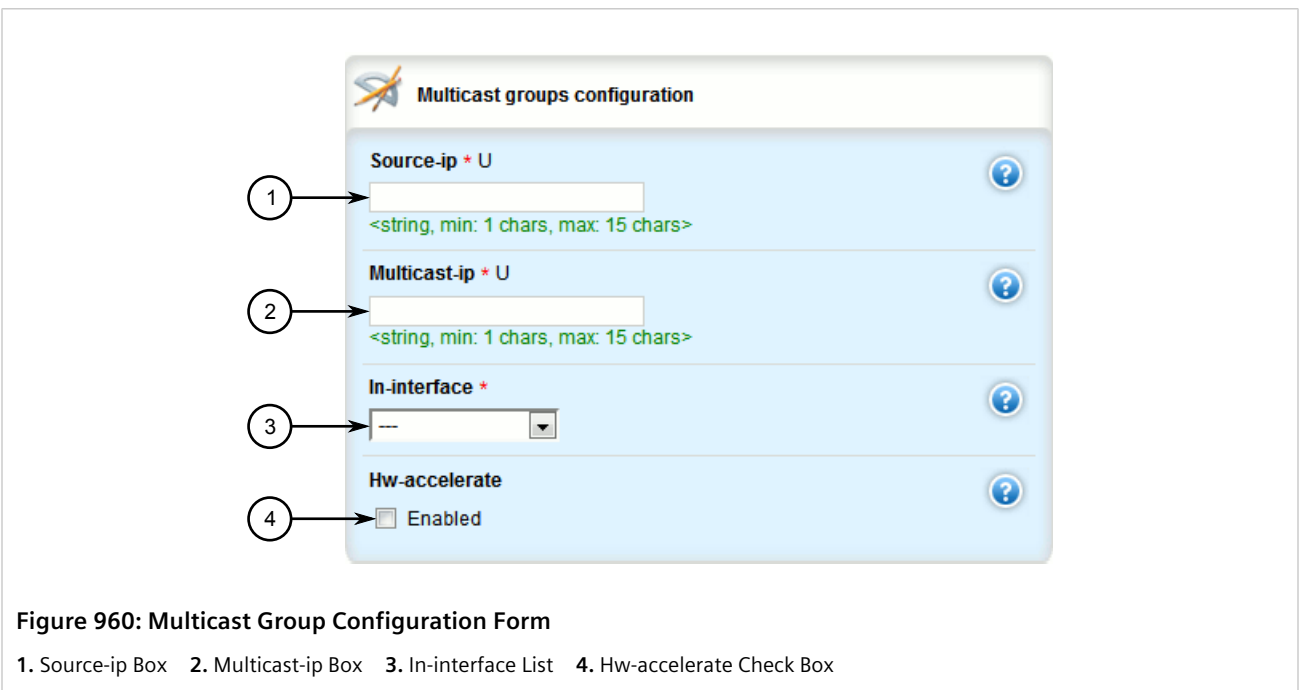 Multicast groups configuration
Source-ip * U
1
<string, min: 1 chars, max: 15 chars>
Multicast-ip * U
2
<string, min: 1 chars, max: 15 chars>
In-interface *
3
---
Hw-accelerate
4
Enabled
Figure 960: Multicast Group Configuration Form
1. Source-ip Box 2. Multicast-ip Box 3. In-interface List 4. Hw-accelerate Check Box